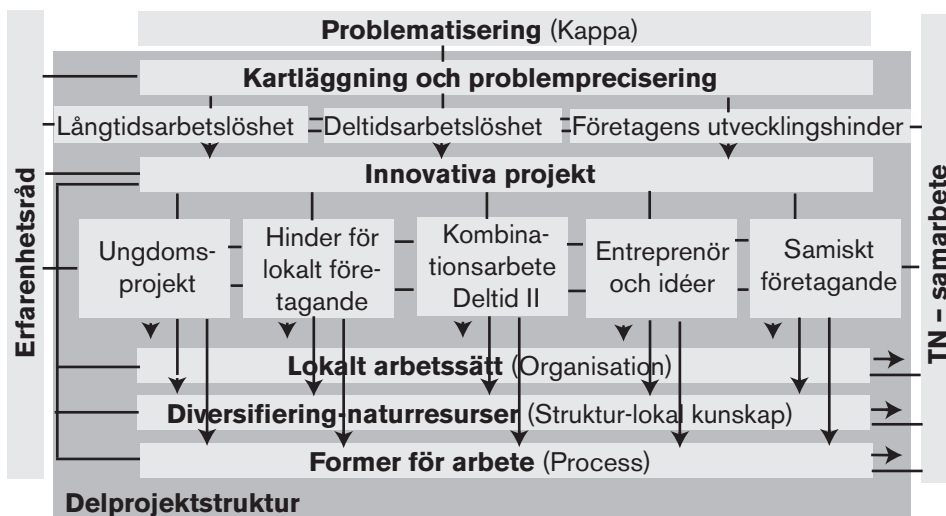 Problematisering (Kappa)
Kartläggning och problemprecisering
Långtidsarbetslöshet
Deltidsarbetslöshet
Företagens utvecklingshinder
Innovativa projekt
Ungdoms-
projekt
Hinder för
lokalt före-
tagande
Kombina-
tionsarbete
Deltid II
Entreprenör
och idéer
Samiskt
företagande
Lokalt arbetssätt (Organisation)
Diversifiering-naturresurser (Struktur-lokal kunskap)
Former för arbete (Process)
Delprojektstruktur
Erfarenhetsråd
TN – samarbete